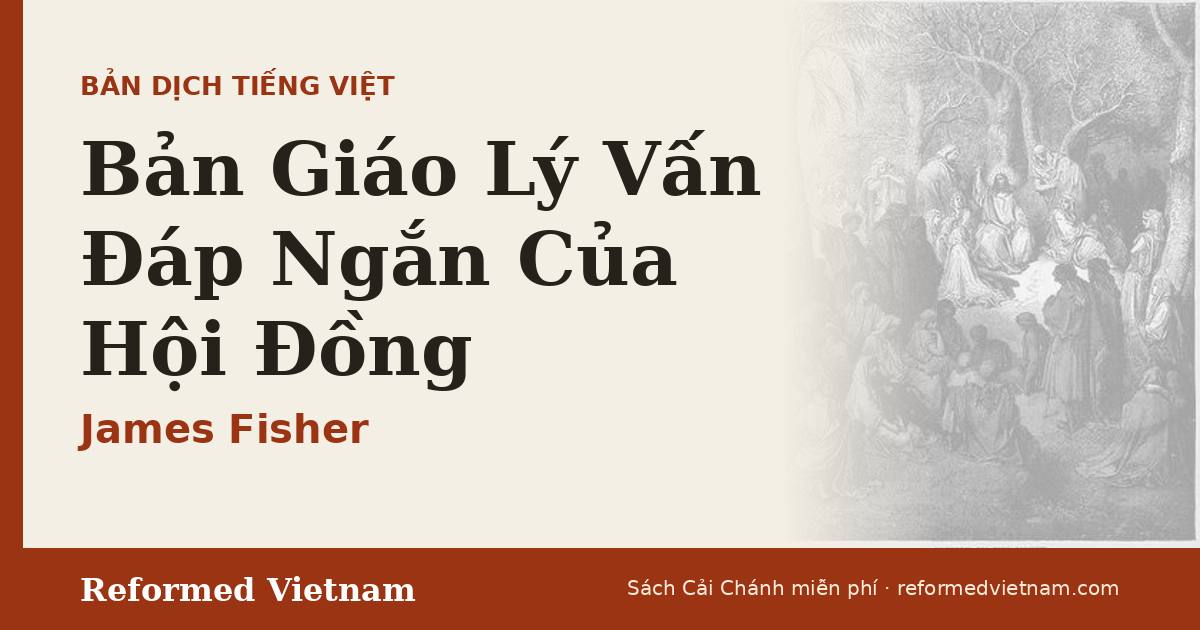 BẢN DỊCH TIẾNG VIỆT
Bản Giáo Lý Vấn
Đáp Ngắn Của
Hội Đồng
James Fisher
Reformed Vietnam
Sách Cải Chánh miễn phí · reformedvietnam.com